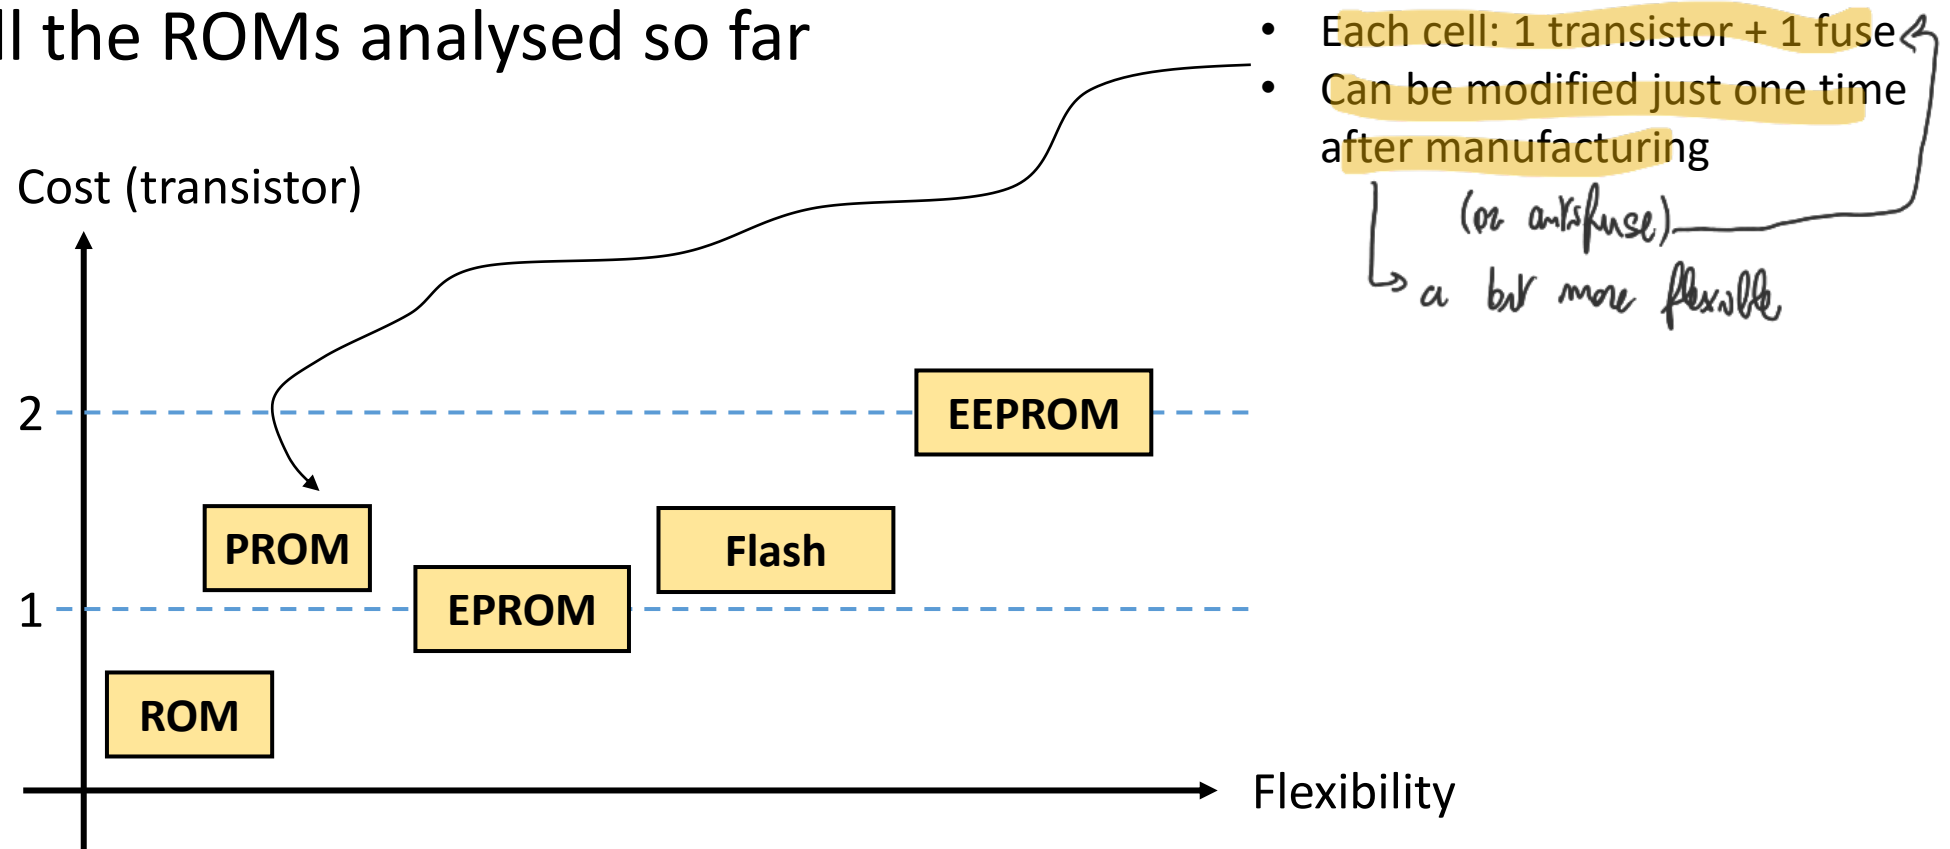 ll the ROMs analysed so far
• Each cell: 1 transistor + 1 fuse
• Can be modified just one time
after manufacturing
(or antifuse)
a bit more flexible
Cost (transistor)
2
EEPROM
PROM
Flash
1
EPROM
ROM
Flexibility